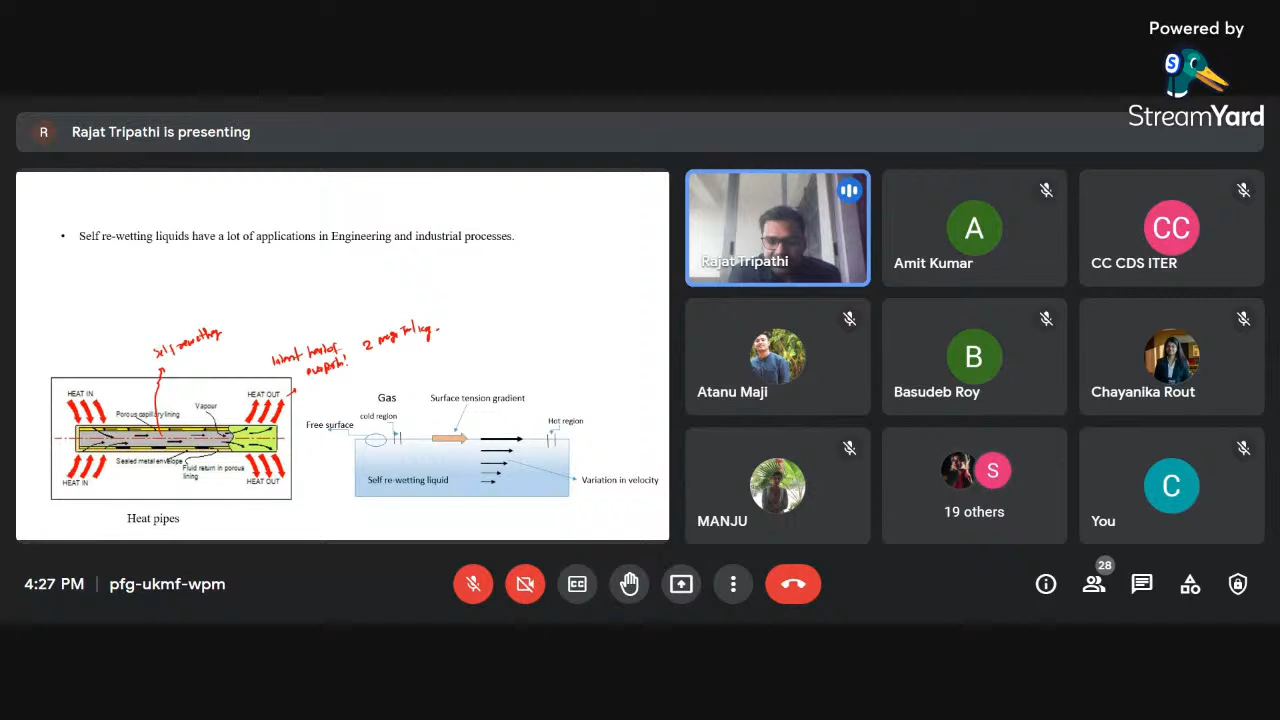 Powered by
StreamYard
R Rajat Tripathi is presenting
• Self re-wetting liquids have a lot of applications in Engineering and industrial processes.
self rewetting
latent heat of
2
HEAT IN
HEAT OUT
Porous capillary lining
Vapour
Sealed metal envelope
Fluid return in porous
lining
HEAT IN
HEAT OUT
Heat pipes
Gas
Surface tension gradient
cold region
Hot region
Free surface
Self re-wetting liquid
Variation in velocity
Rajat Tripathi
A
Amit Kumar
CC
CC CDS ITER
Atanu Maji
B
Basudeb Roy
Chayanika Rout
MANJU
S
19 others
C
You
4:27 PM | pfg-ukmf-wpm
CC
28